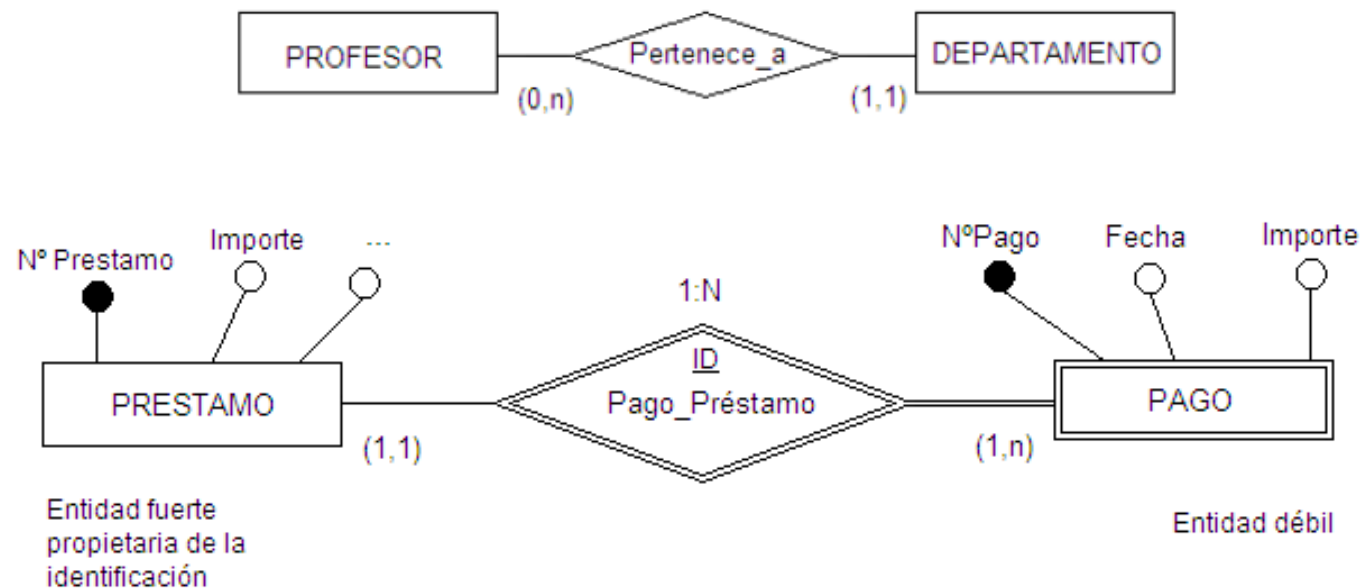 PROFESOR
Pertenece_a
DEPARTAMENTO
(0,n)
(1,1)
Nº Prestamo
Importe
...
1:N
NºPago
Fecha
Importe
ID
PRESTAMO
Pago_Préstamo
PAGO
(1,1)
(1,n)
Entidad fuerte
propietaria de la
identificación
Entidad débil